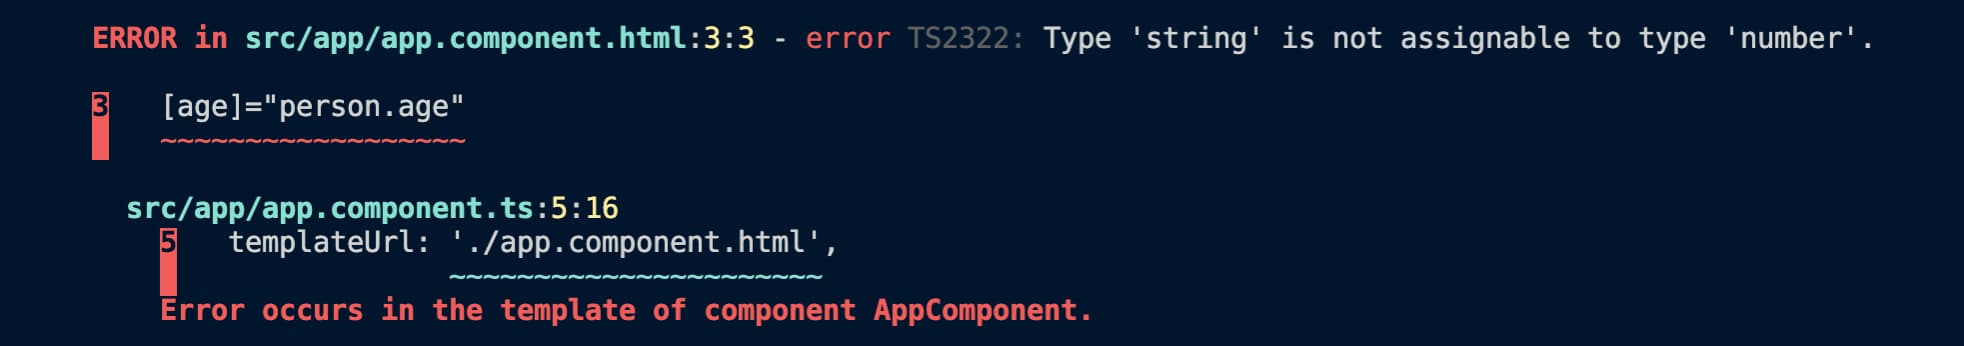 ERROR in src/app/app.component.html:3:3 - error TS2322: Type 'string' is not assignable to type 'number'.
3   [age]="person.age"
~~~~~~~~~~~~~~~~~~
src/app/app.component.ts:5:16
5   templateUrl: './app.component.html',
~~~~~~~~~~~~~~~~~~~~~~
Error occurs in the template of component AppComponent.